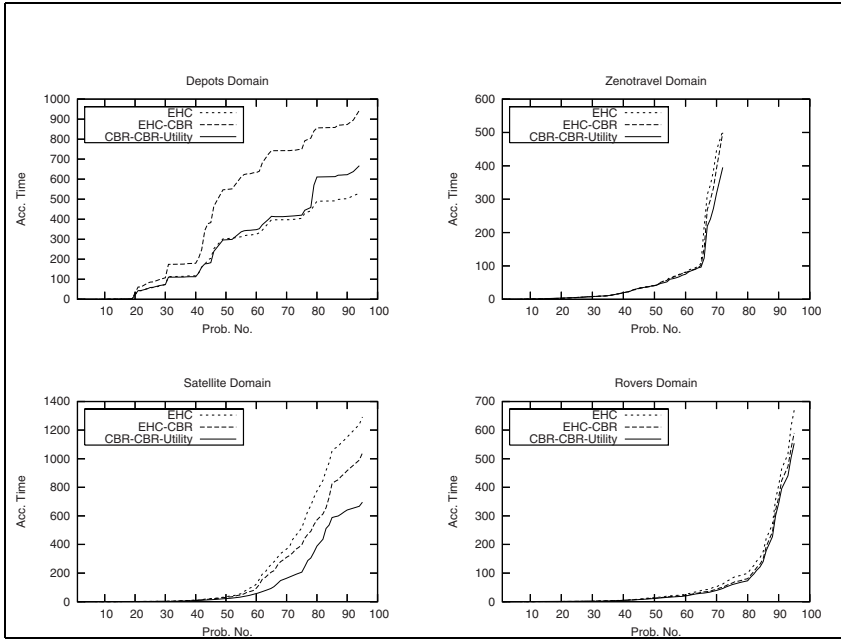 Depots Domain
1000
900
800
700
600
500
400
300
200
100
0
EHC
EHC-CBR
CBR-CBR-Utility
Acc. Time
10 20 30 40 50 60 70 80 90 100
Prob. No.
Zenotravel Domain
600
500
400
300
200
100
0
EHC
EHC-CBR
CBR-CBR-Utility
Acc. Time
10 20 30 40 50 60 70 80 90 100
Prob. No.
Satellite Domain
1400
1200
1000
800
600
400
200
0
EHC
EHC-CBR
CBR-CBR-Utility
Acc. Time
10 20 30 40 50 60 70 80 90 100
Prob. No.
Rovers Domain
700
600
500
400
300
200
100
0
EHC
EHC-CBR
CBR-CBR-Utility
Acc. Time
10 20 30 40 50 60 70 80 90 100
Prob. No.